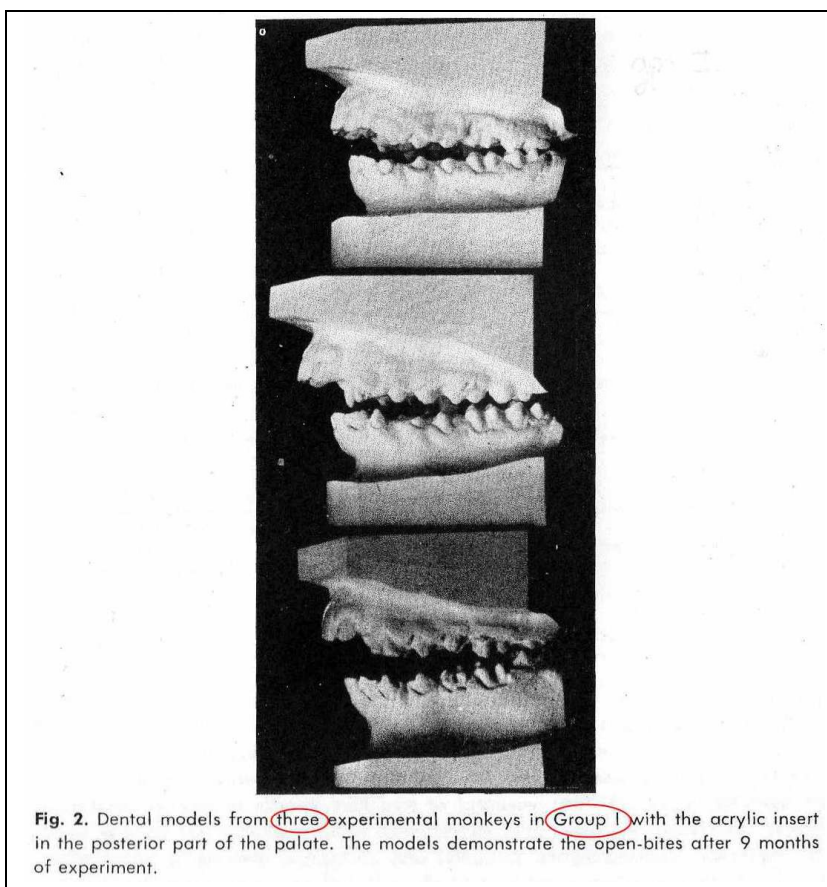 Fig. 2. Dental models from three experimental monkeys in Group I with the acrylic insert
in the posterior part of the palate. The models demonstrate the open-bites after 9 months
of experiment.